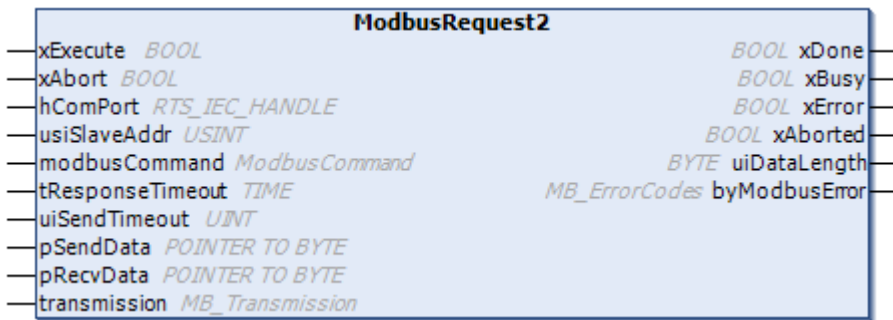 ModbusRequest2
xExecute BOOL BOOL xDone
xAbort BOOL BOOL xBusy
hComPort RTS_IEC_HANDLE BOOL xError
usiSlaveAddr USINT BOOL xAborted
modbusCommand ModbusCommand BYTE uiDataLength
tResponseTimeout TIME MB_ErrorCodes byModbusError
uiSendTimeout UINT
pSendData POINTER TO BYTE
pRecvData POINTER TO BYTE
transmission MB_Transmission